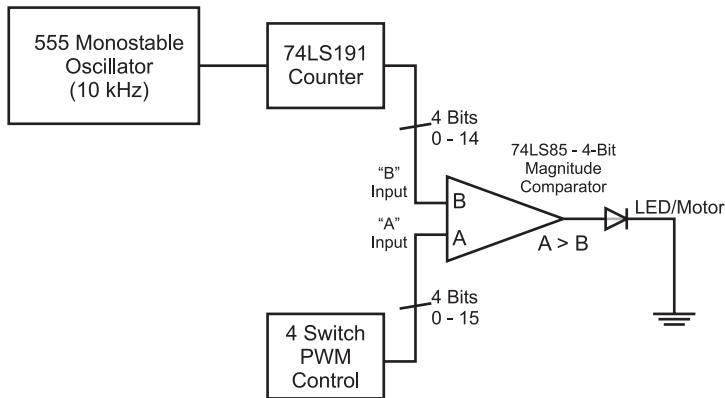 555 Monostable
Oscillator
(10 kHz)
74LS191
Counter
4 Bits
0 - 14
74LS85 - 4-Bit
Magnitude
Comparator
“B”
Input
B
LED/Motor
“A”
Input
A
A > B
4 Bits
0 - 15
4 Switch
PWM
Control